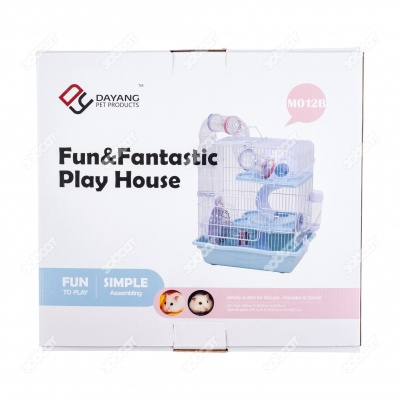 DAYANG
PET PRODUCTS
M012B
Fun&Fantastic
Play House
FUN
TO PLAY
SIMPLE
Assembling